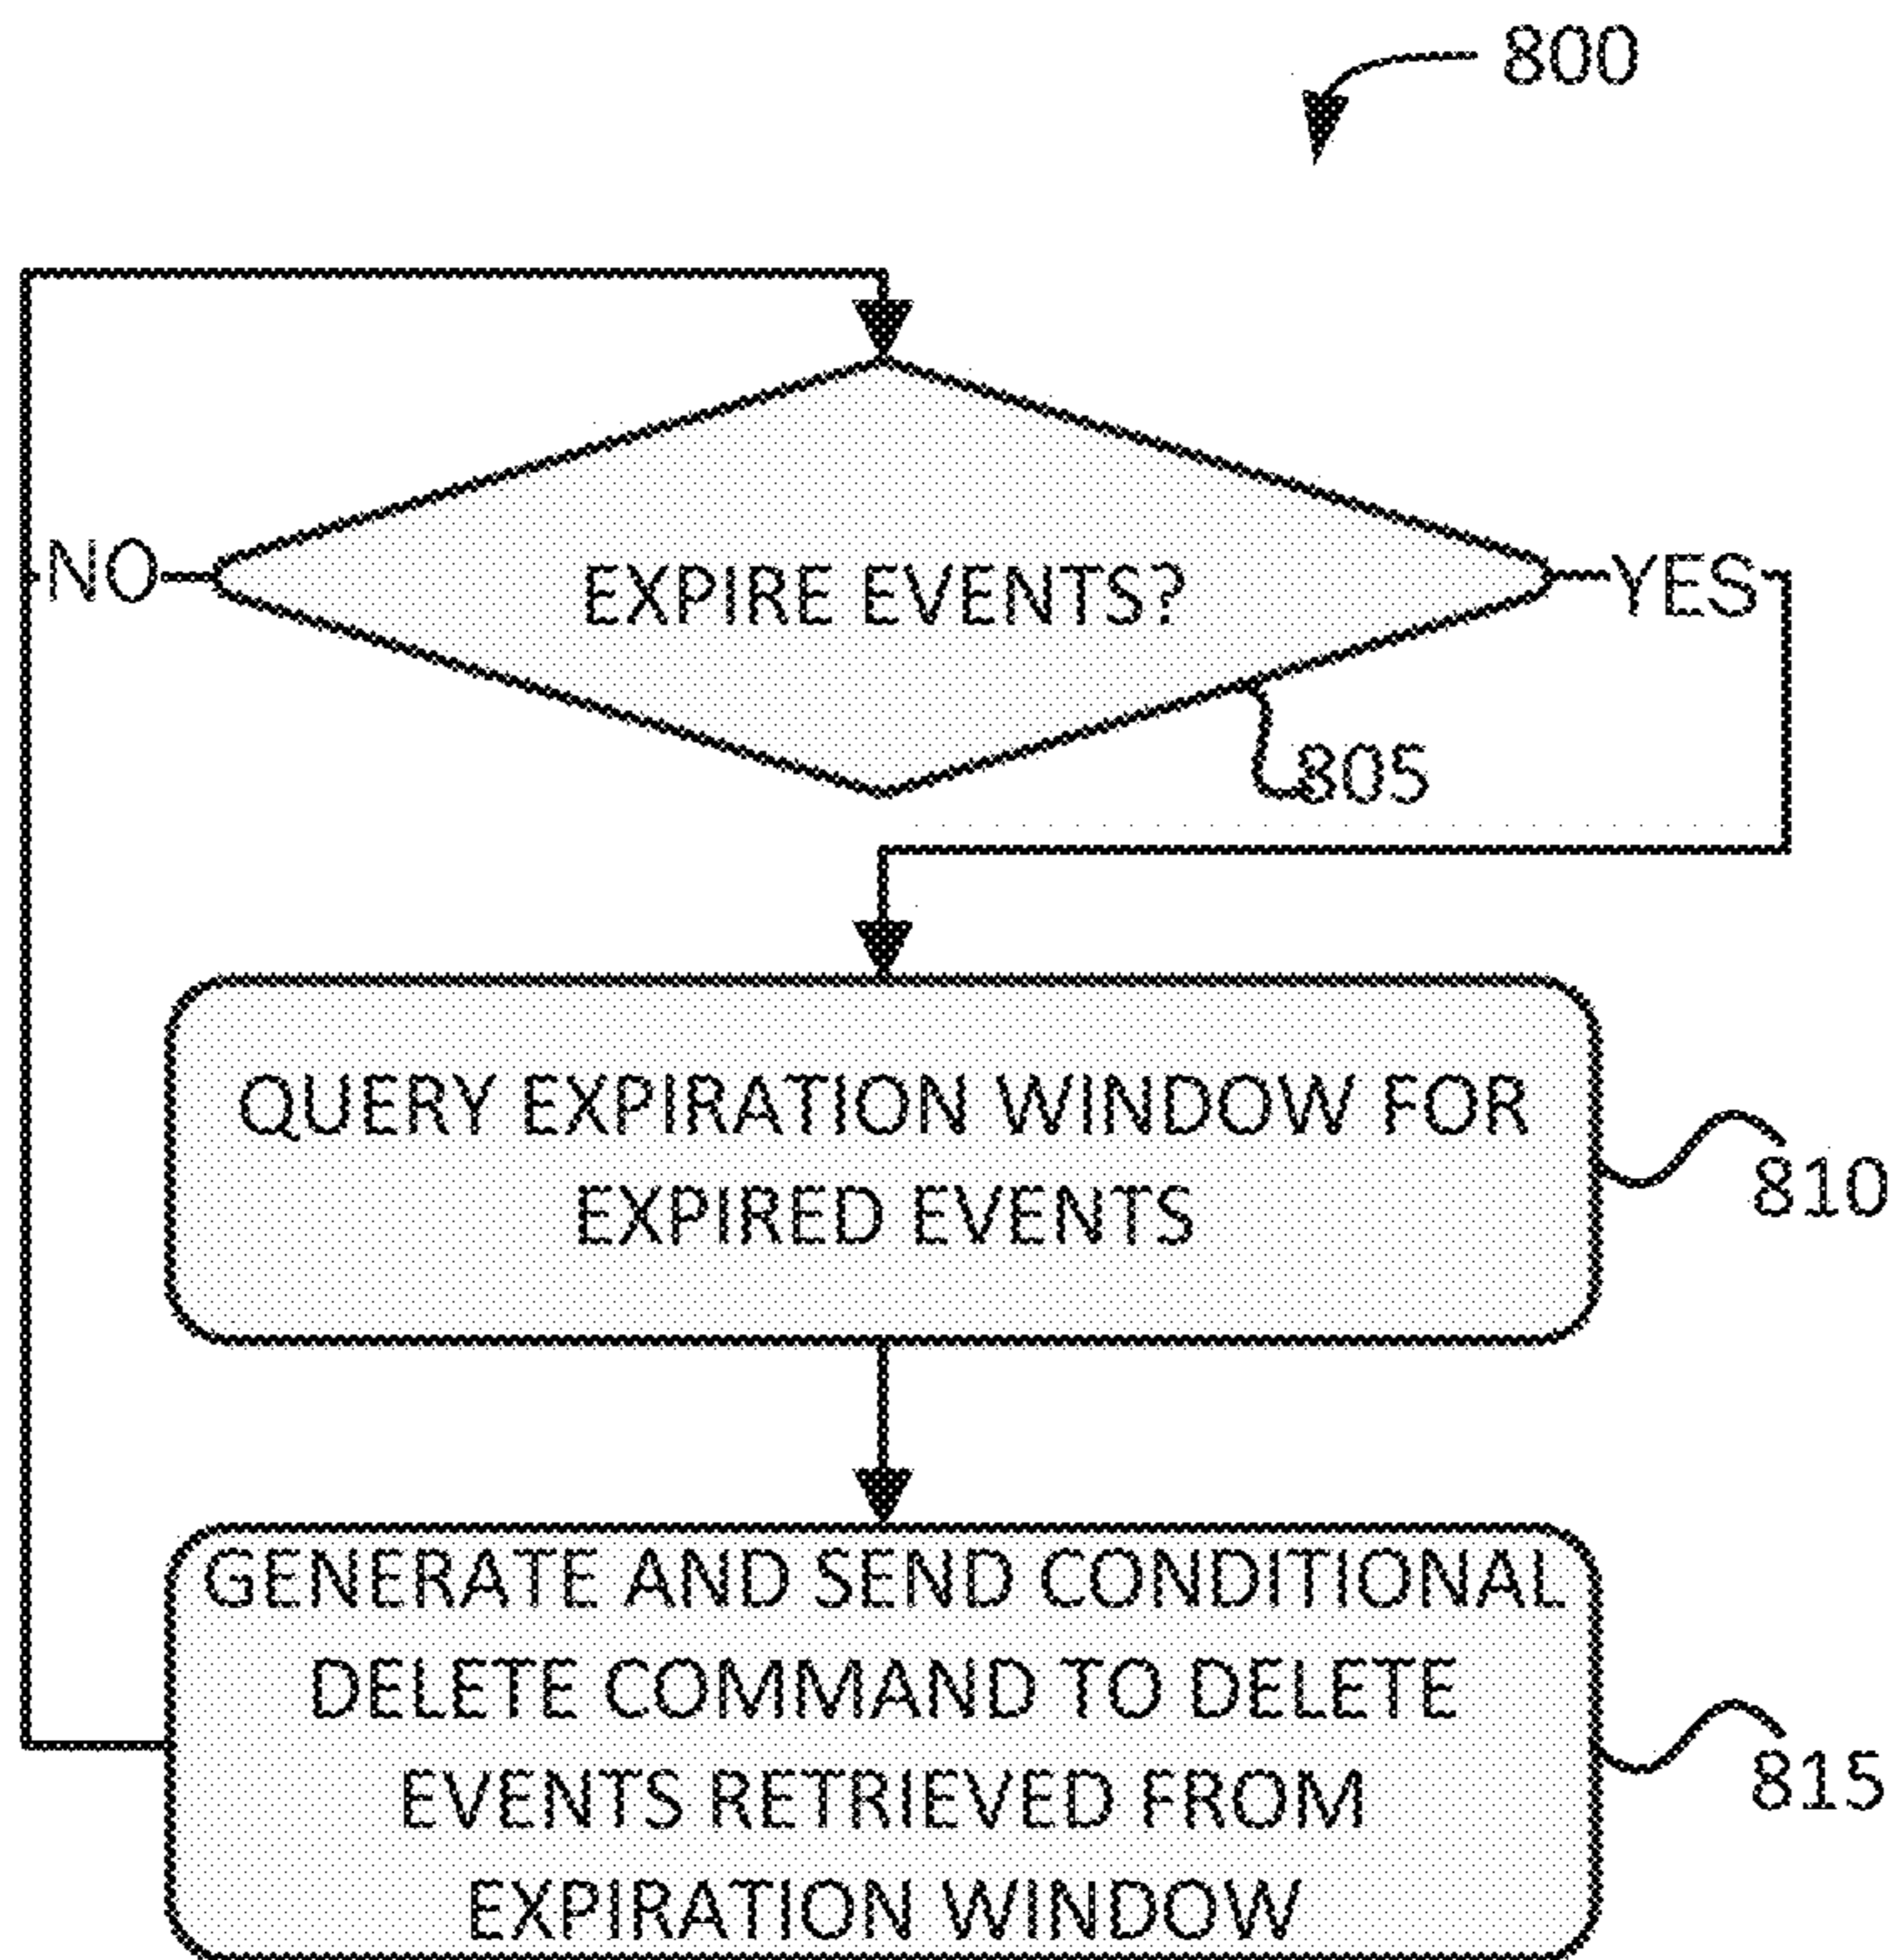 800
EXPIRE EVENTS?
NO
YES
805
QUERY EXPIRATION WINDOW FOR
EXPIRED EVENTS
810
GENERATE AND SEND CONDITIONAL
DELETE COMMAND TO DELETE
EVENTS RETRIEVED FROM
EXPIRATION WINDOW
815